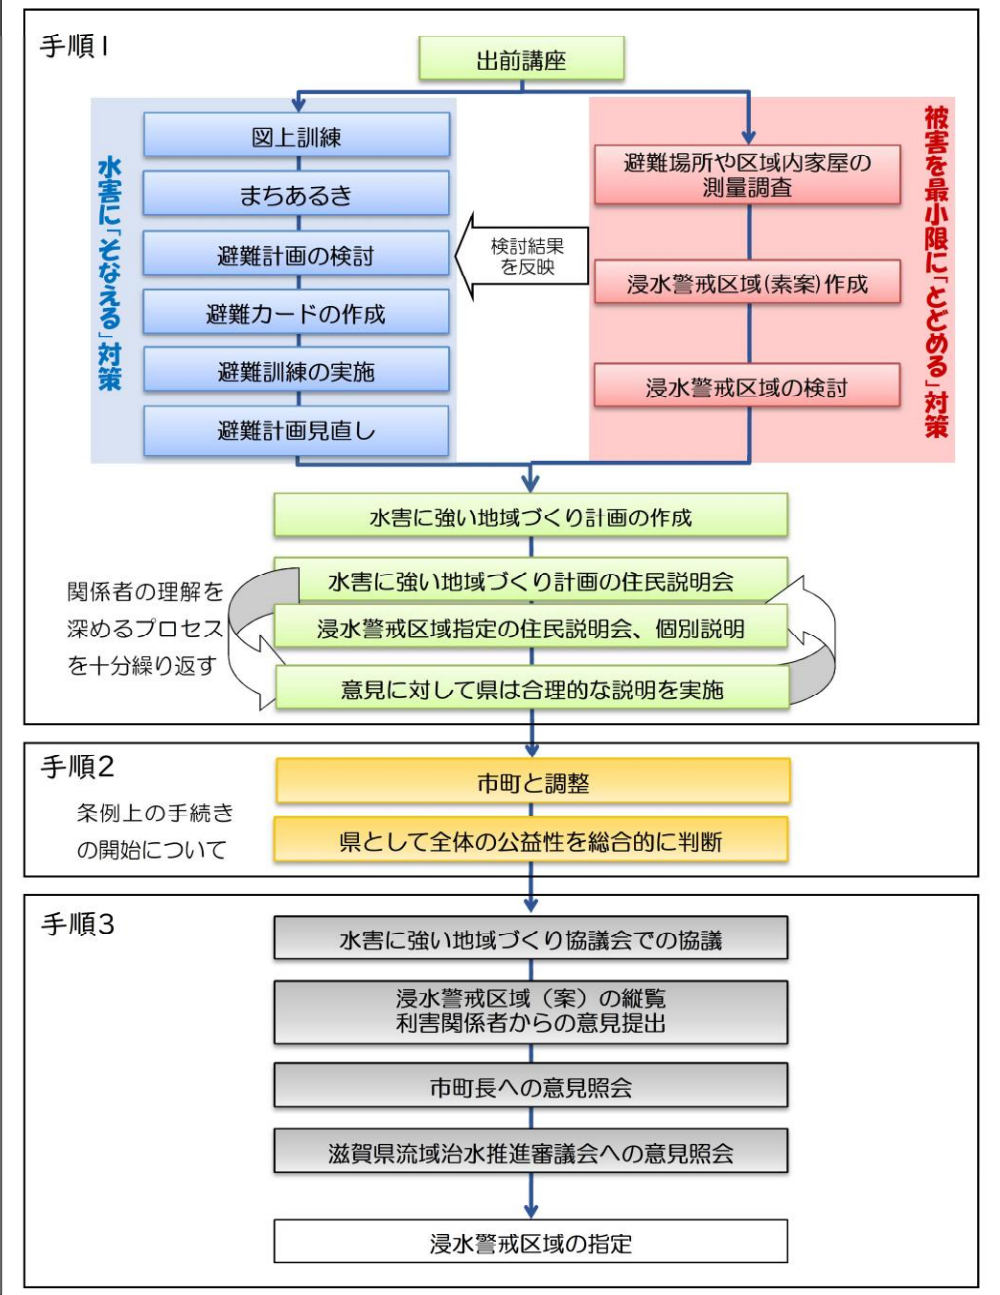 手順1
出前講座
水害に「そなえる」対策
図上訓練
まちあるき
避難計画の検討
避難カードの作成
避難訓練の実施
避難計画見直し
検討結果
を反映
被害を最小限に「とどめる」対策
避難場所や区域内家屋の
測量調査
浸水警戒区域(素案)作成
浸水警戒区域の検討
水害に強い地域づくり計画の作成
関係者の理解を
深めるプロセス
を十分繰り返す
水害に強い地域づくり計画の住民説明会
浸水警戒区域指定の住民説明会、個別説明
意見に対して県は合理的な説明を実施
手順2
条例上の手続き
の開始について
市町と調整
県として全体の公益性を総合的に判断
手順3
水害に強い地域づくり協議会での協議
浸水警戒区域(案)の縦覧
利害関係者からの意見提出
市町長への意見照会
滋賀県流域治水推進審議会への意見照会
浸水警戒区域の指定